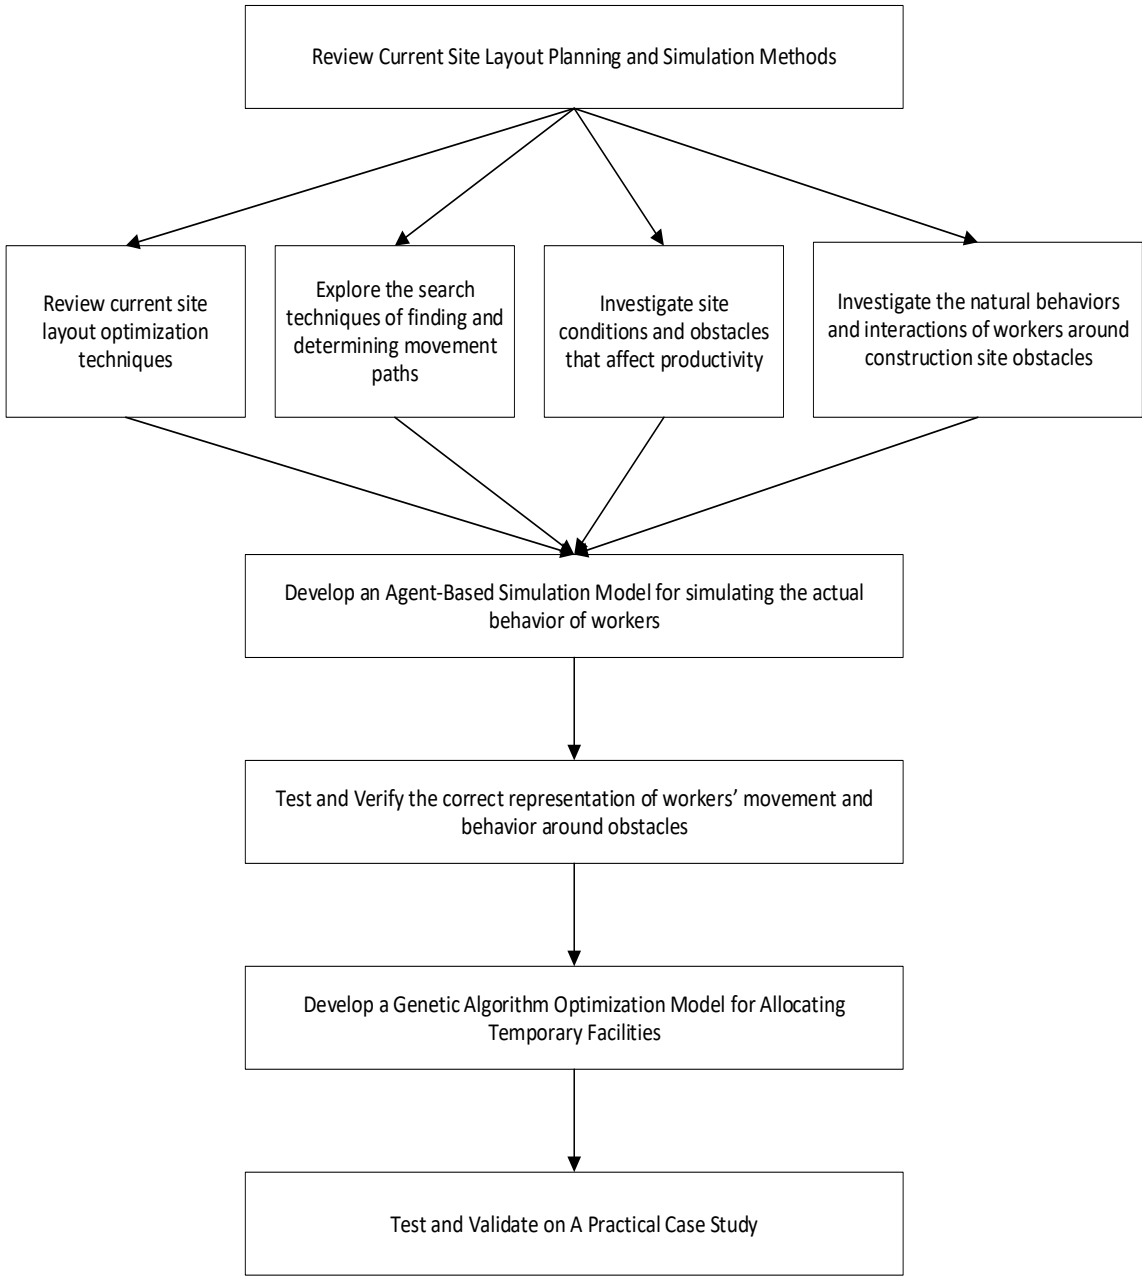 Review Current Site Layout Planning and Simulation Methods
Review current site
layout optimization
techniques
Explore the search
techniques of finding and
determining movement
paths
Investigate site
conditions and obstacles
that affect productivity
Investigate the natural behaviors
and interactions of workers around
construction site obstacles
Develop an Agent-Based Simulation Model for simulating the actual
behavior of workers
Test and Verify the correct representation of workers’ movement and
behavior around obstacles
Develop a Genetic Algorithm Optimization Model for Allocating
Temporary Facilities
Test and Validate on A Practical Case Study